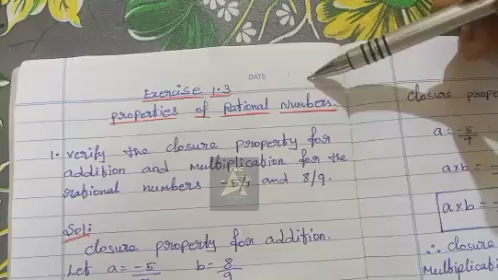 DATE
Exercise 1.3
properties of Rational Numbers.
1. verify the closure property for
addition and multiplication for the
rational numbers -5/7 and 8/9.
Sol:
closure property for addition.
Let a = -5 b = 8/9
closure prope
a = -5/7
a×b = -
a×b = -
∴ closure
Multiplicati